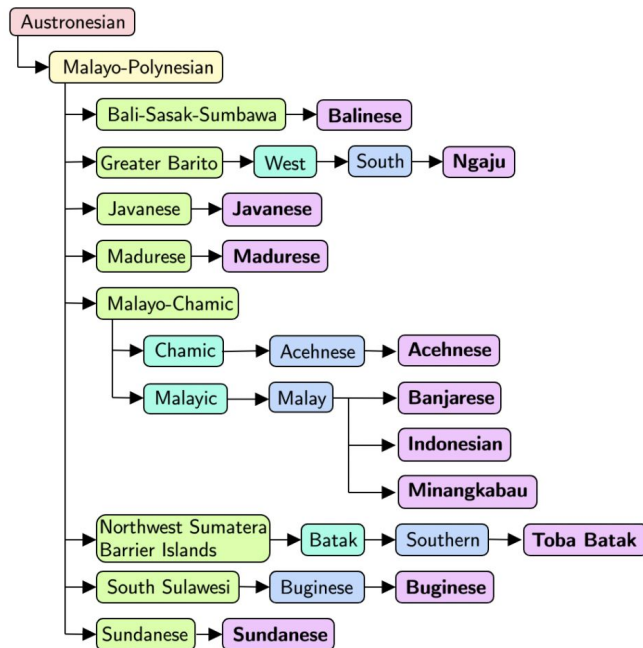 Austronesian
Malayo-Polynesian
Bali-Sasak-Sumbawa Balinese
Greater Barito West South Ngaju
Javanese Javanese
Madurese Madurese
Malayo-Chamic
Chamic Acehnese Acehnese
Malayic Malay Banjarese
Indonesian
Minangkabau
Northwest Sumatera
Barrier Islands Batak Southern Toba Batak
South Sulawesi Buginese Buginese
Sundanese Sundanese